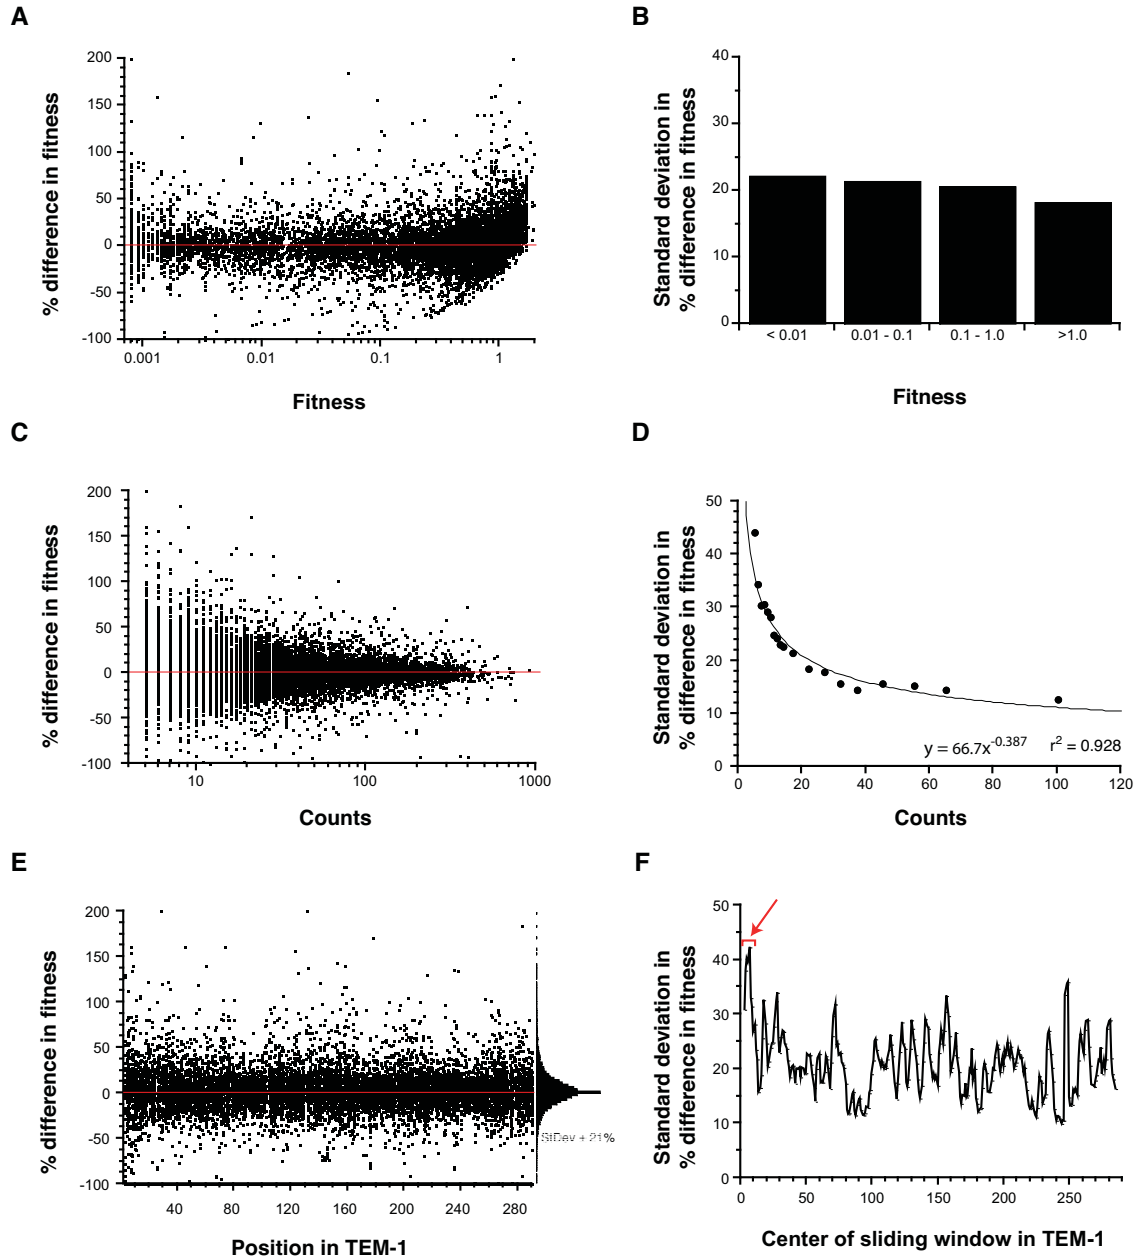 A
200
150
100
50
0
-50
-100
% difference in fitness
0.001 0.01 0.1 1
Fitness
B
40
30
20
10
0
Standard deviation in
% difference in fitness
< 0.01 0.01 - 0.1 0.1 - 1.0 >1.0
Fitness
C
200
150
100
50
0
-50
-100
% difference in fitness
10 100 1000
Counts
D
50
40
30
20
10
0
Standard deviation in
% difference in fitness
y = 66.7x^-0.387 r² = 0.928
0 20 40 60 80 100 120
Counts
E
200
150
100
50
0
-50
-100
% difference in fitness
StDev + 21%
40 80 120 160 200 240 280
Position in TEM-1
F
50
40
30
20
10
0
Standard deviation in
% difference in fitness
0 50 100 150 200 250
Center of sliding window in TEM-1